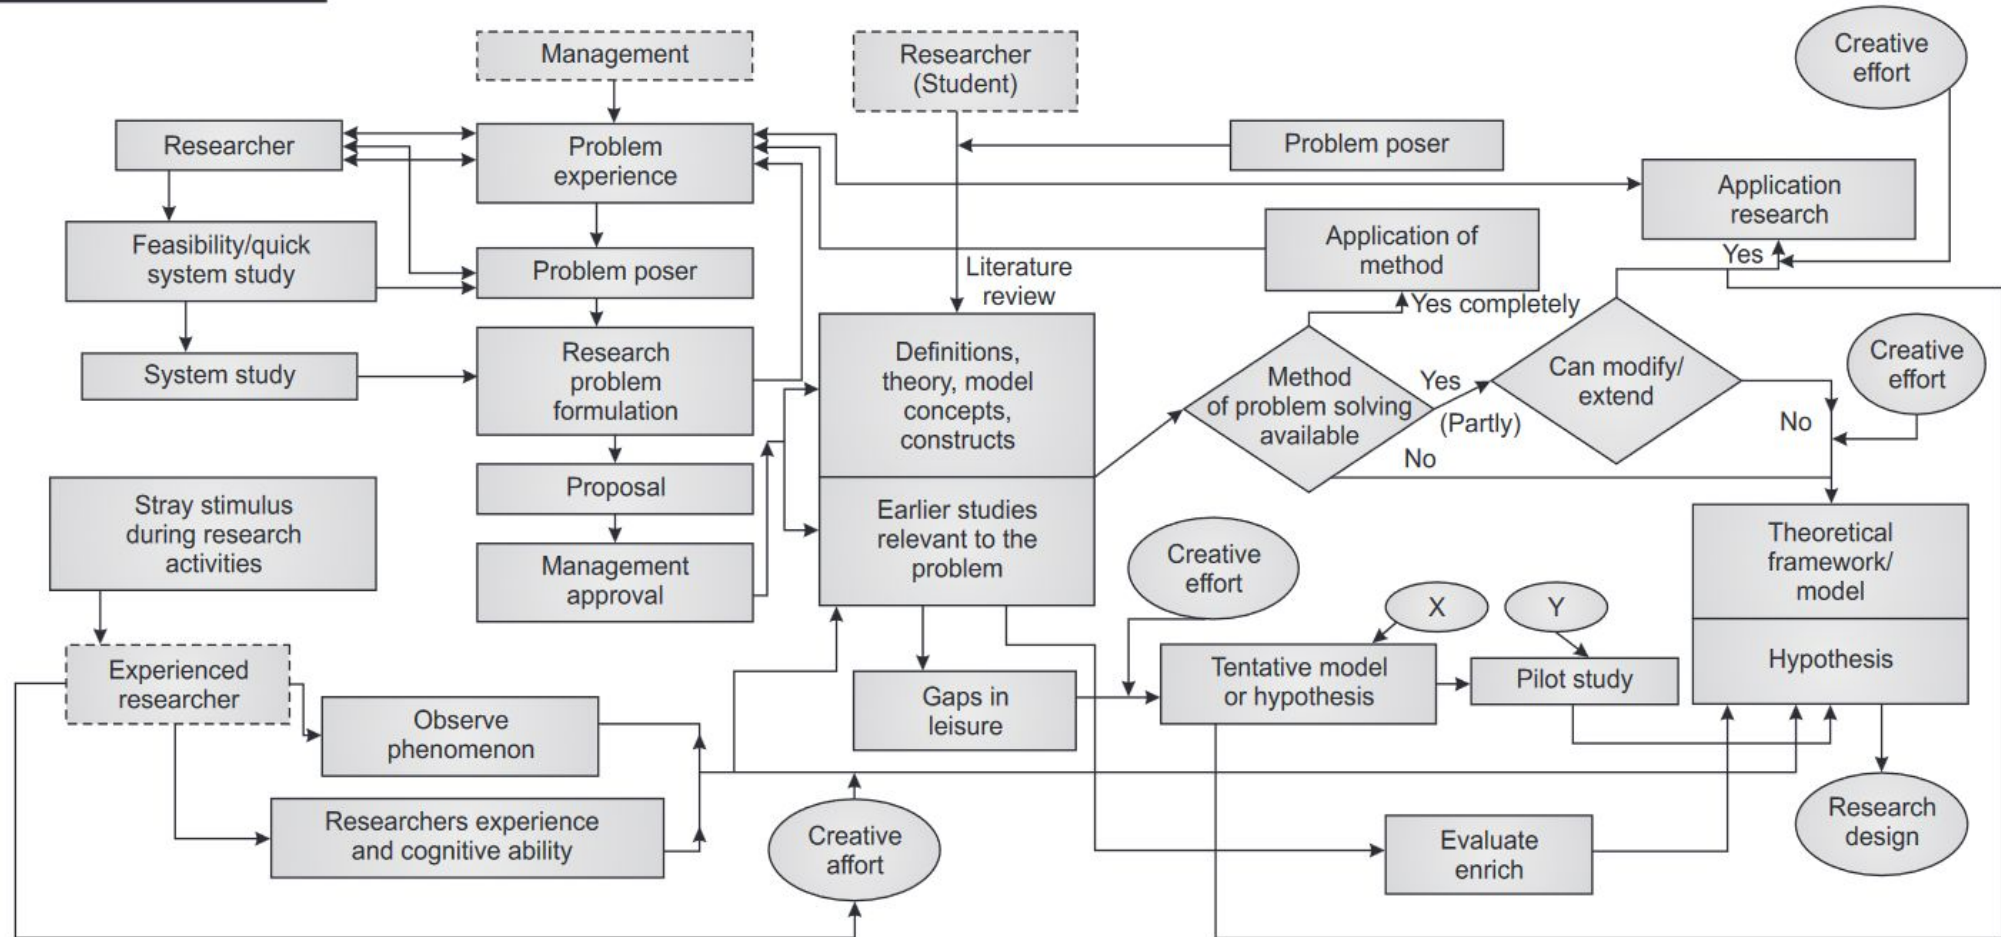 Management
Researcher
(Student)
Creative
effort
Researcher
Problem
experience
Problem poser
Application
research
Feasibility/quick
system study
Problem poser
Application of
method
Yes
Literature
review
Yes completely
System study
Research
problem
formulation
Definitions,
theory, model
concepts,
constructs
Method
of problem solving
available
Yes
(Partly)
No
Can modify/
extend
No
Creative
effort
Stray stimulus
during research
activities
Proposal
Management
approval
Earlier studies
relevant to the
problem
Creative
effort
X
Y
Theoretical
framework/
model
Hypothesis
Experienced
researcher
Observe
phenomenon
Gaps in
leisure
Tentative model
or hypothesis
Pilot study
Researchers experience
and cognitive ability
Creative
affort
Evaluate
enrich
Research
design